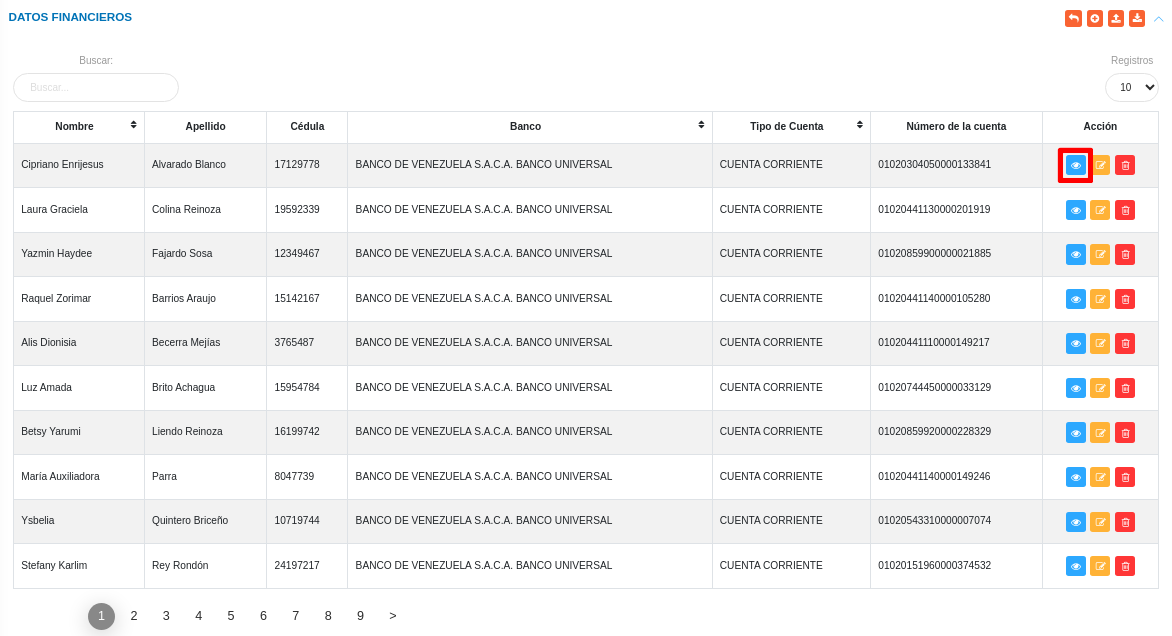 DATOS FINANCIEROS
Buscar:
Registros
Buscar...
10
Nombre Apellido Cédula Banco Tipo de Cuenta Número de la cuenta Acción
Cipriano Enrijesus Alvarado Blanco 17129778 BANCO DE VENEZUELA S.A.C.A. BANCO UNIVERSAL CUENTA CORRIENTE 01020304050000133841
Laura Graciela Colina Reinoza 19592339 BANCO DE VENEZUELA S.A.C.A. BANCO UNIVERSAL CUENTA CORRIENTE 01020441130000201919
Yazmin Haydee Fajardo Sosa 12349467 BANCO DE VENEZUELA S.A.C.A. BANCO UNIVERSAL CUENTA CORRIENTE 01020859900000021885
Raquel Zorimar Barrios Araujo 15142167 BANCO DE VENEZUELA S.A.C.A. BANCO UNIVERSAL CUENTA CORRIENTE 01020441140000105280
Alis Dionisia Becerra Mejías 3765487 BANCO DE VENEZUELA S.A.C.A. BANCO UNIVERSAL CUENTA CORRIENTE 01020441110000149217
Luz Amada Brito Achagua 15954784 BANCO DE VENEZUELA S.A.C.A. BANCO UNIVERSAL CUENTA CORRIENTE 01020744450000033129
Betsy Yarumi Liendo Reinoza 16199742 BANCO DE VENEZUELA S.A.C.A. BANCO UNIVERSAL CUENTA CORRIENTE 01020859920000228329
María Auxiliadora Parra 8047739 BANCO DE VENEZUELA S.A.C.A. BANCO UNIVERSAL CUENTA CORRIENTE 01020441140000149246
Ysbelia Quintero Briceño 10719744 BANCO DE VENEZUELA S.A.C.A. BANCO UNIVERSAL CUENTA CORRIENTE 01020543310000007074
Stefany Karlim Rey Rondón 24197217 BANCO DE VENEZUELA S.A.C.A. BANCO UNIVERSAL CUENTA CORRIENTE 01020151960000374532
1 2 3 4 5 6 7 8 9 >